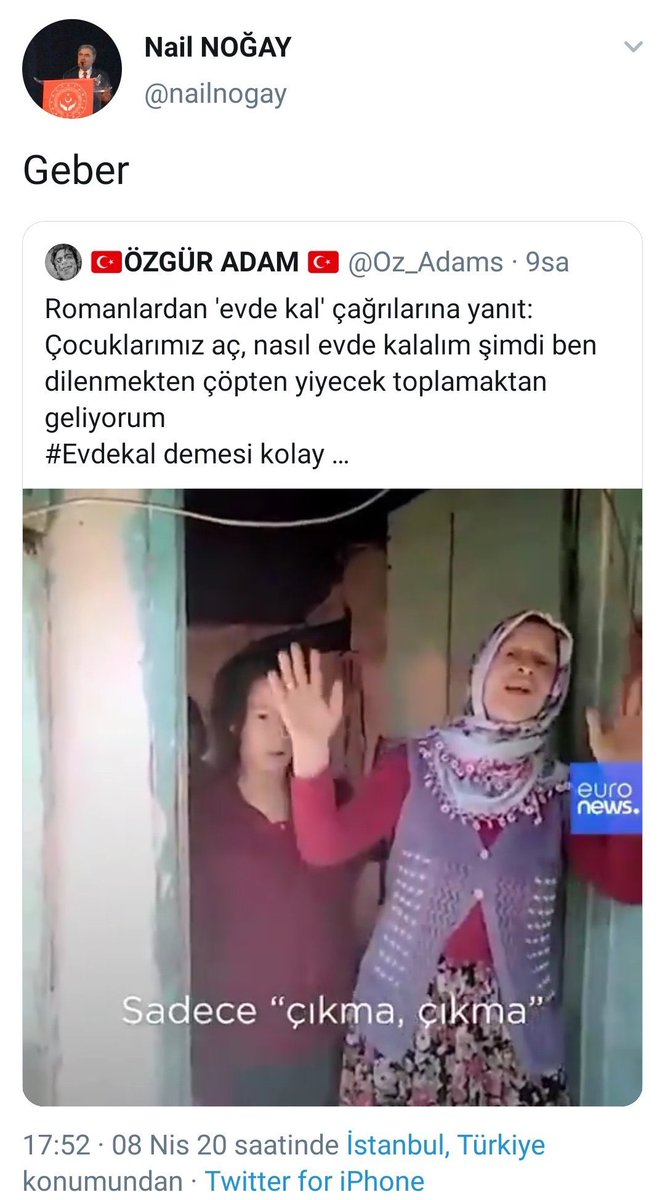 Nail NOĞAY
@nailnogay
Geber
🇹🇷ÖZGÜR ADAM 🇹🇷 @Oz_Adams · 9sa
Romanlardan 'evde kal' çağrılarına yanıt:
Çocuklarımız aç, nasıl evde kalalım şimdi ben
dilenmekten çöpten yiyecek toplamaktan
geliyorum
#Evdekal demesi kolay ...
euro
news.
Sadece “çıkma, çıkma”
17:52 · 08 Nis 20 saatinde İstanbul, Türkiye
konumundan · Twitter for iPhone